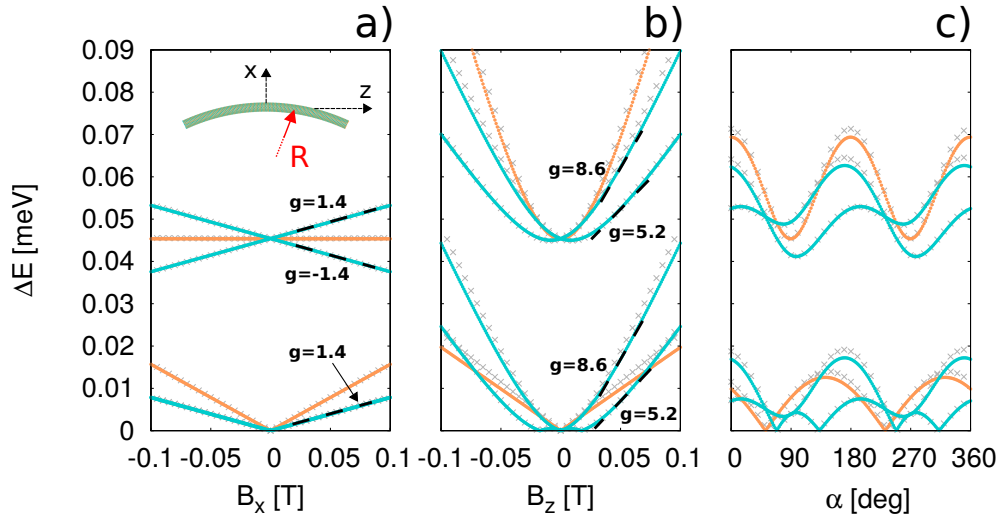 a)
b)
c)
ΔE [meV]
0.09
0.08
0.07
0.06
0.05
0.04
0.03
0.02
0.01
0
x
z
R
g=1.4
g=-1.4
g=1.4
g=8.6
g=5.2
g=8.6
g=5.2
-0.1 -0.05 0 0.05 0.1
-0.1 -0.05 0 0.05 0.1
0 90 180 270 360
B_x [T]
B_z [T]
α [deg]